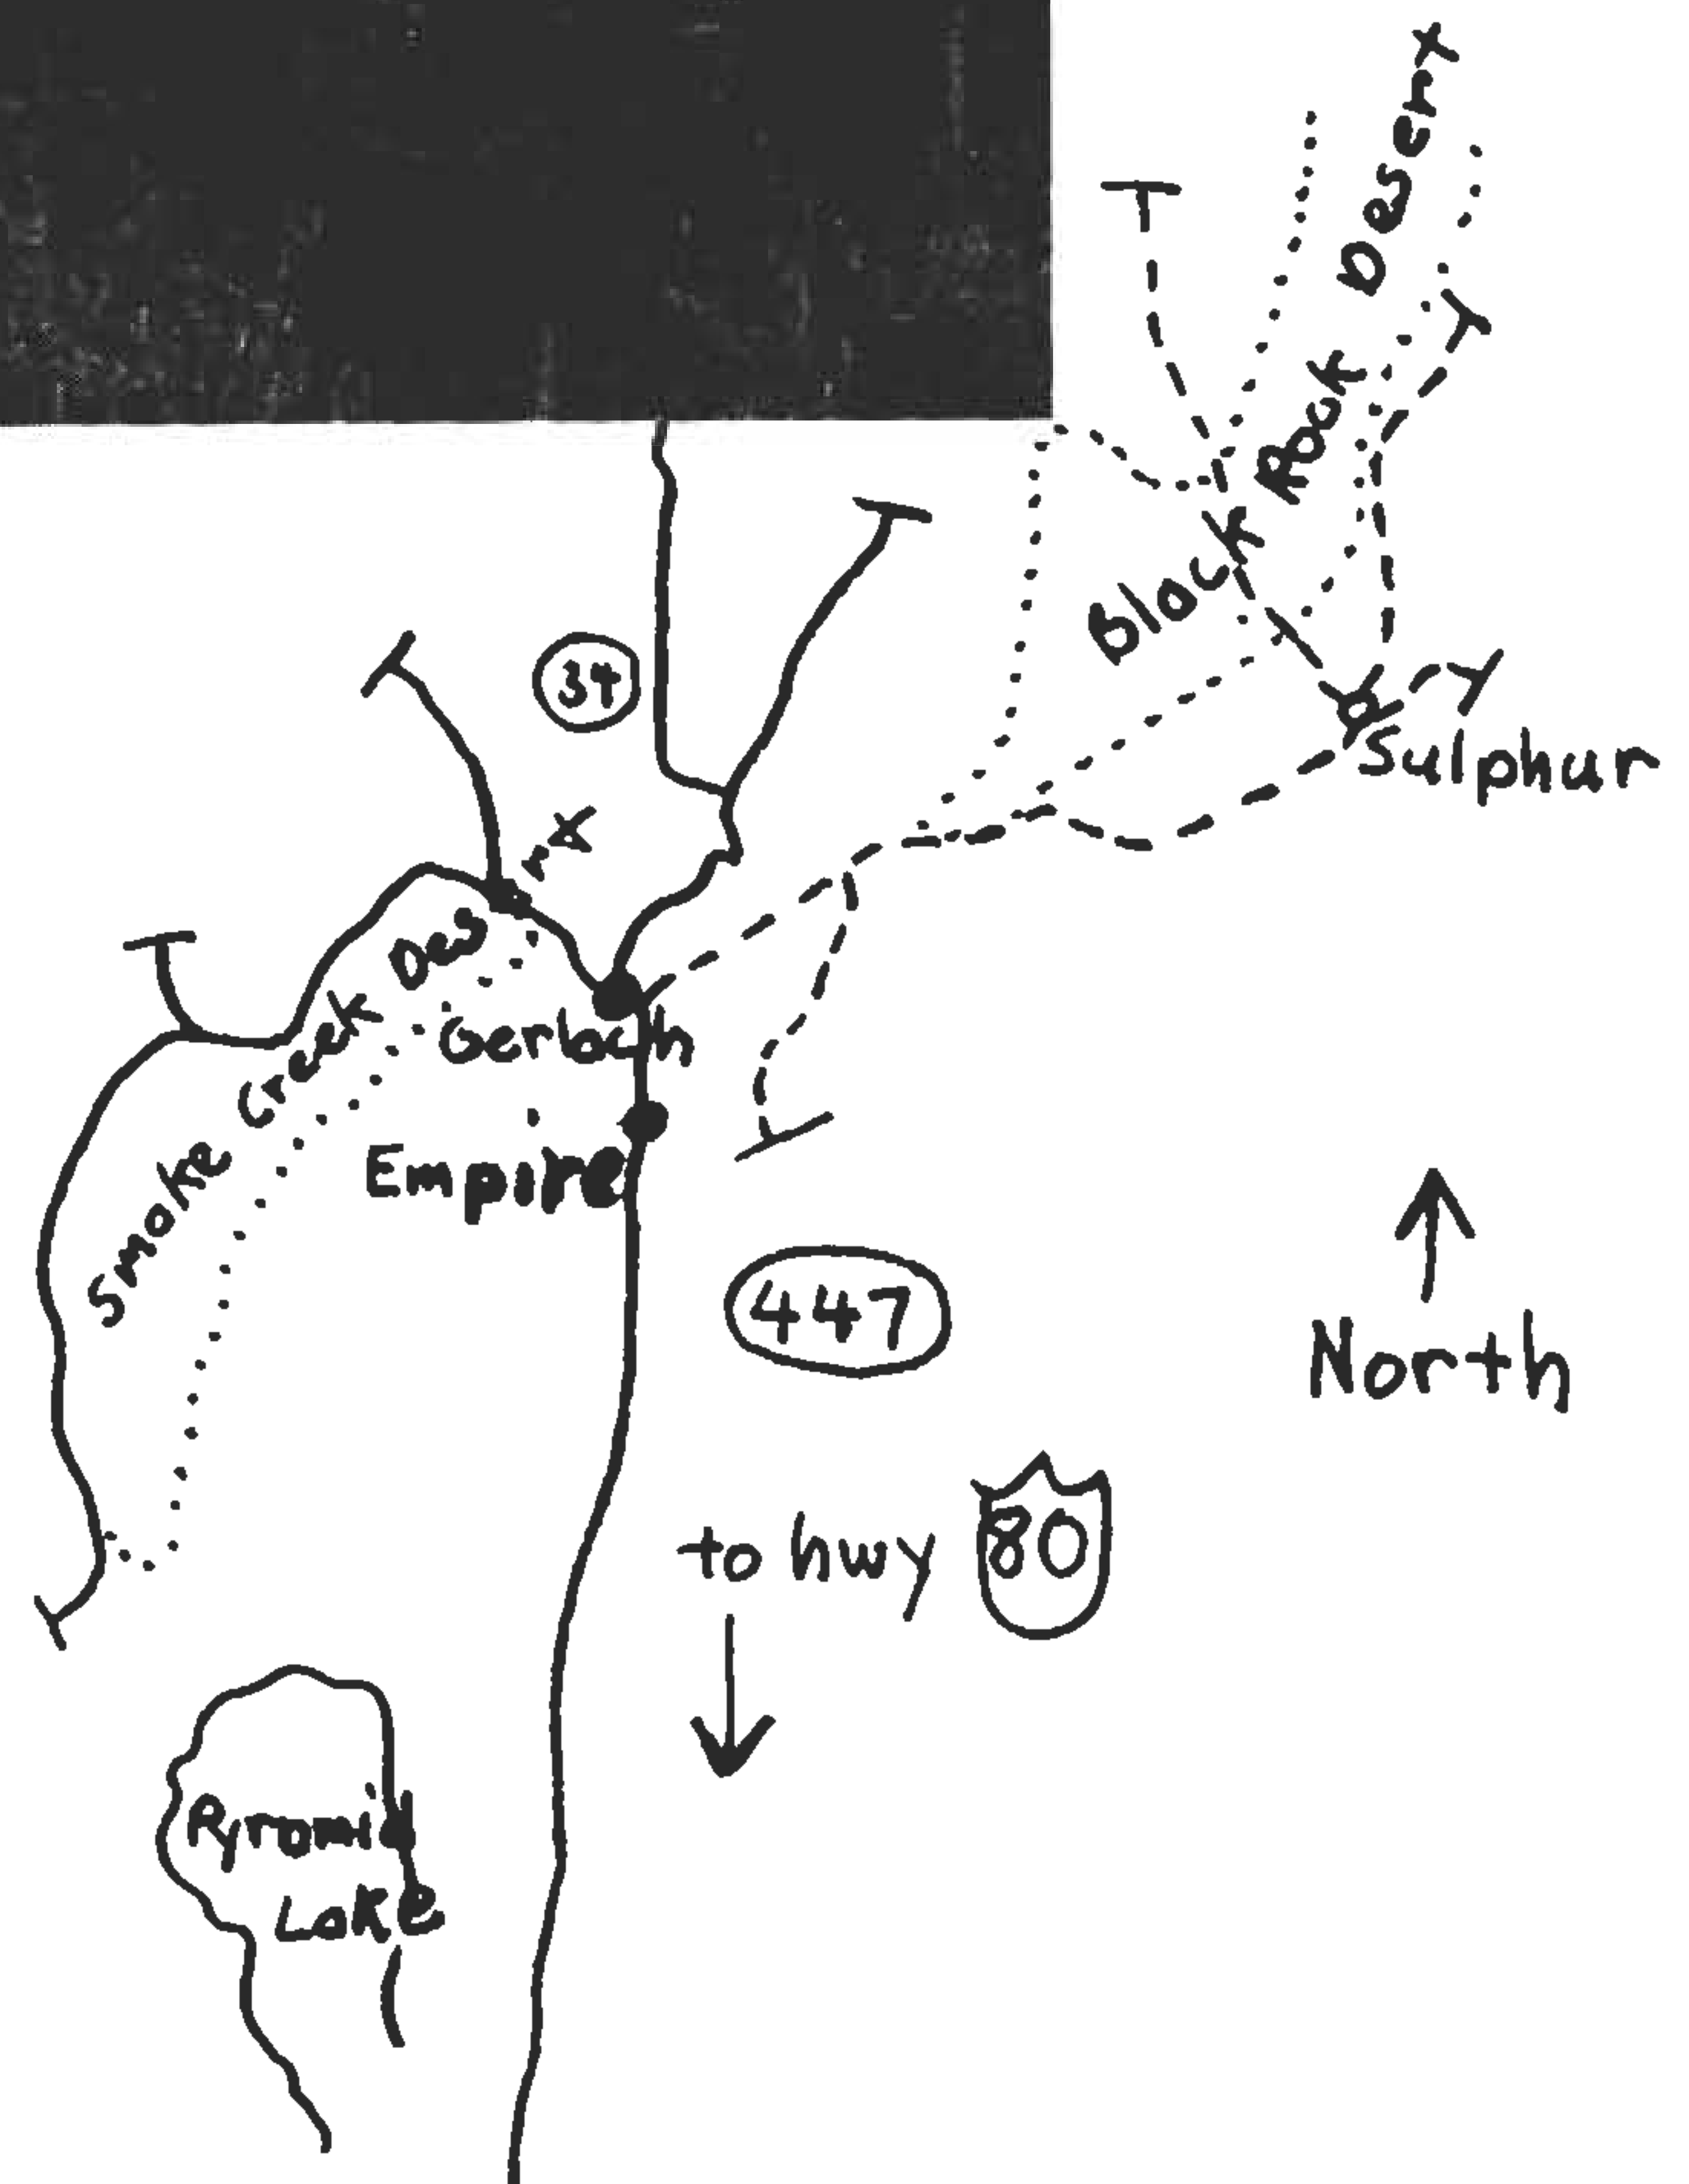 Black Rock Desert
34
Sulphur
Smoke Creek Desert
Gerlach
Empire
447
North
to hwy 80
Pyramid
Lake